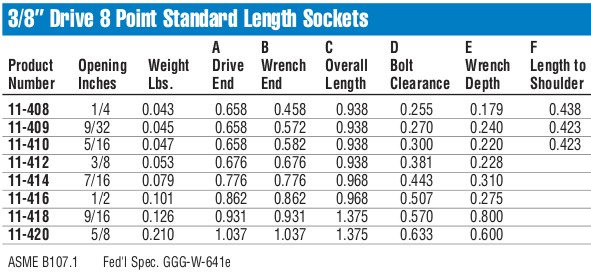 3/8" Drive 8 Point Standard Length Sockets
A B C D E F
Product Opening Weight Drive Wrench Overall Bolt Wrench Length to
Number Inches Lbs. End End Length Clearance Depth Shoulder
11-408 1/4 0.043 0.658 0.458 0.938 0.255 0.179 0.438
11-409 9/32 0.045 0.658 0.572 0.938 0.270 0.240 0.423
11-410 5/16 0.047 0.658 0.582 0.938 0.300 0.220 0.423
11-412 3/8 0.053 0.676 0.676 0.938 0.381 0.228
11-414 7/16 0.079 0.776 0.776 0.968 0.443 0.310
11-416 1/2 0.101 0.862 0.862 0.968 0.507 0.275
11-418 9/16 0.126 0.931 0.931 1.375 0.570 0.800
11-420 5/8 0.210 1.037 1.037 1.375 0.633 0.600
ASME B107.1 Fed'l Spec. GGG-W-641e